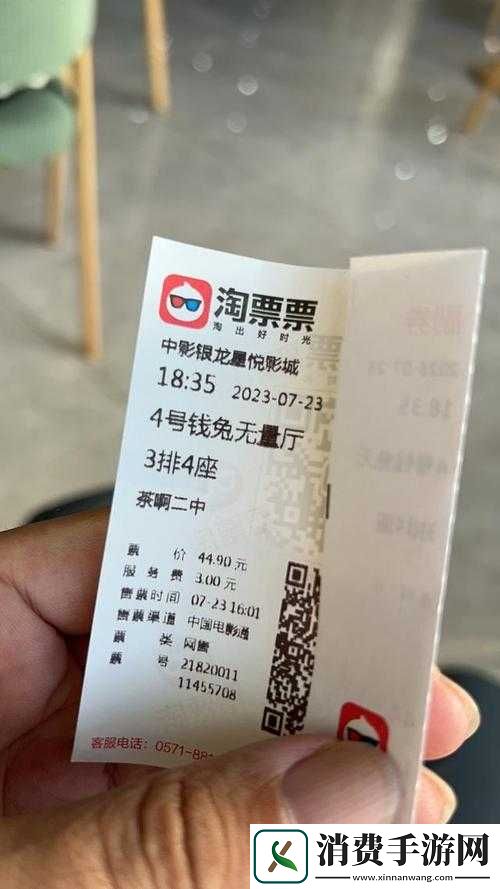 淘票票
淘出好时光
中影银龙星悦影城
18:35 2023-07-23
4号钱兔无量厅
3排4座
茶啊二中
票 价 44.90 元
服 务 费 3.00 元
售票时间 07-23 16:01
售票渠道 中国电影通
票 类 网售
票 号 21820011
11455708
客服电话：0571-88
消费手游网
www.xinnanwang.com